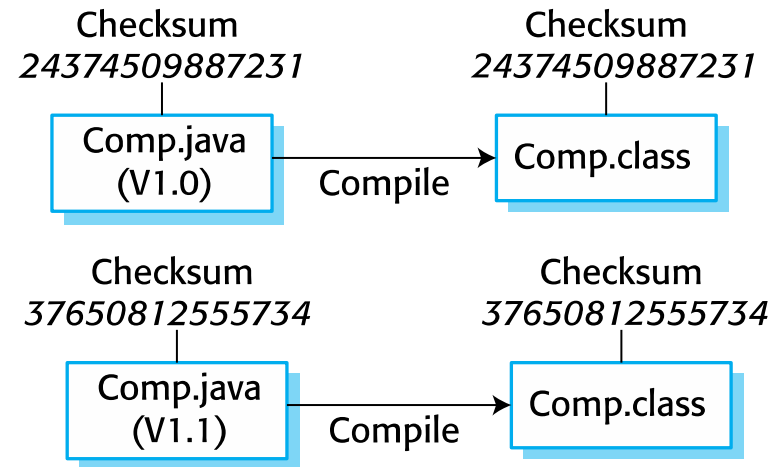 Checksum
24374509887231
Checksum
24374509887231
Comp.java
(V1.0)
Compile
Comp.class
Checksum
37650812555734
Checksum
37650812555734
Comp.java
(V1.1)
Compile
Comp.class